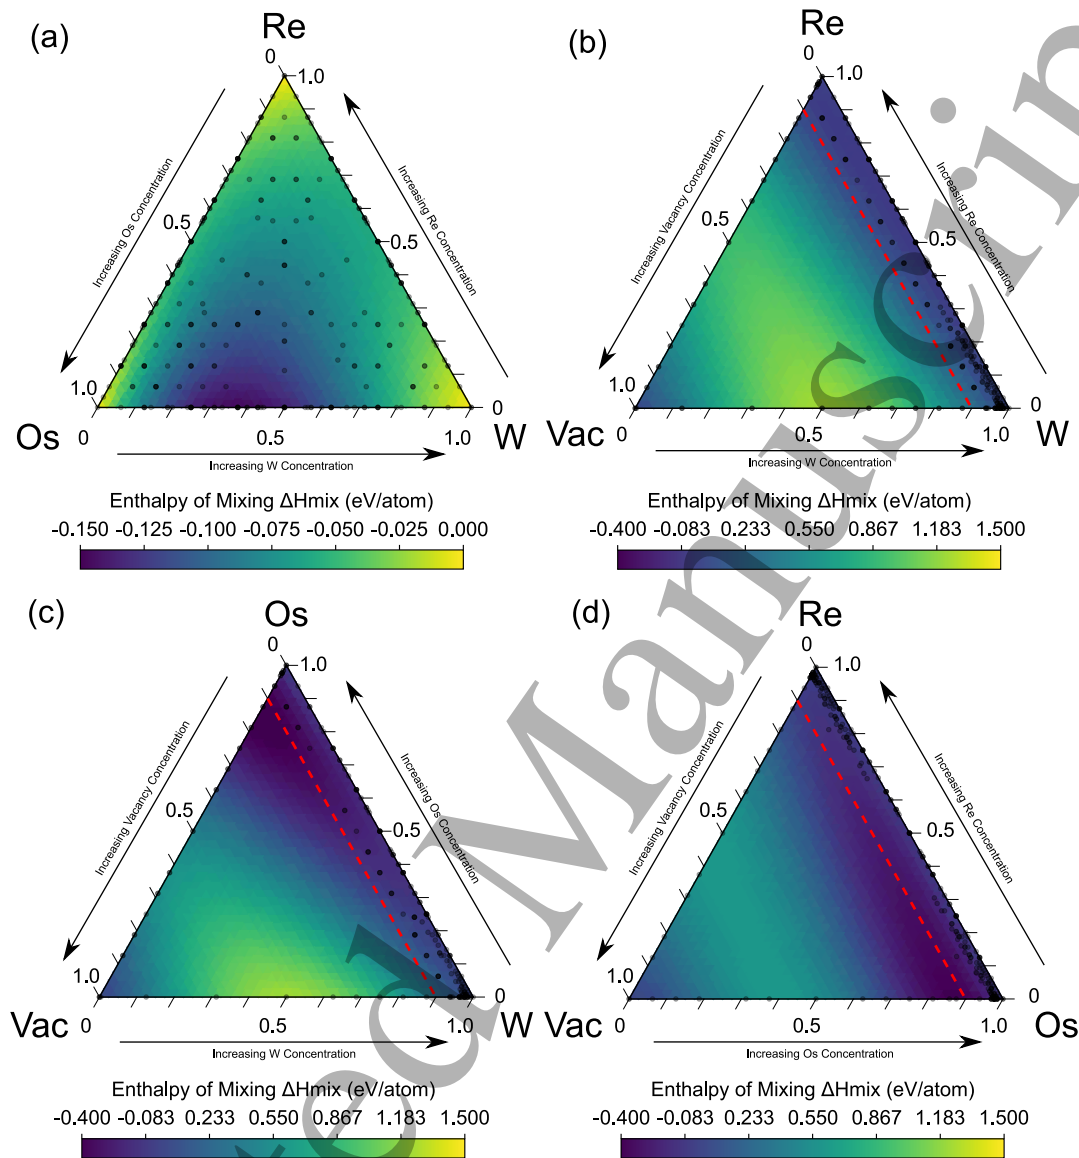 (a)
Re
0
1.0
Increasing Os Concentration
Increasing Re Concentration
0.5
0.5
1.0
0
Os
W
0
0.5
1.0
Increasing W Concentration
Enthalpy of Mixing ΔHmix (eV/atom)
-0.150 -0.125 -0.100 -0.075 -0.050 -0.025 0.000
(b)
Re
0
1.0
Increasing Vacancy Concentration
Increasing Re Concentration
0.5
0.5
1.0
0
Vac
W
0
0.5
1.0
Increasing W Concentration
Enthalpy of Mixing ΔHmix (eV/atom)
-0.400 -0.083 0.233 0.550 0.867 1.183 1.500
(c)
Os
0
1.0
Increasing Vacancy Concentration
Increasing Os Concentration
0.5
0.5
1.0
0
Vac
W
0
0.5
1.0
Increasing W Concentration
Enthalpy of Mixing ΔHmix (eV/atom)
-0.400 -0.083 0.233 0.550 0.867 1.183 1.500
(d)
Re
0
1.0
Increasing Vacancy Concentration
Increasing Re Concentration
0.5
0.5
1.0
0
Vac
Os
0
0.5
1.0
Increasing Os Concentration
Enthalpy of Mixing ΔHmix (eV/atom)
-0.400 -0.083 0.233 0.550 0.867 1.183 1.500
ted Manuscrip